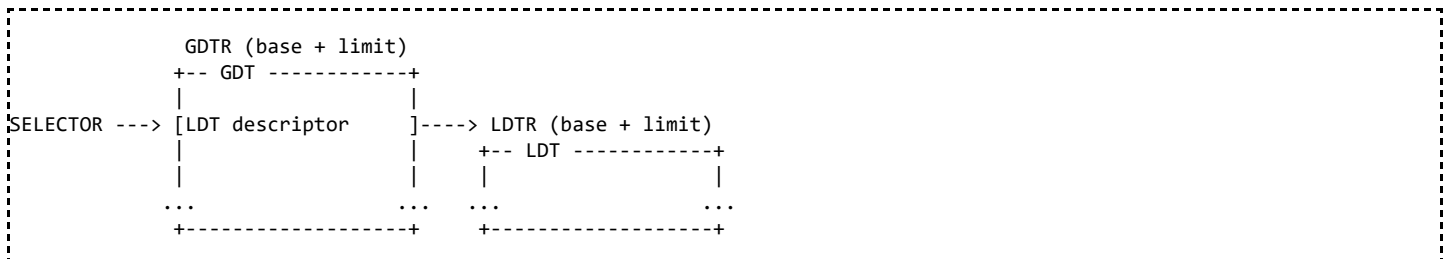 GDTR (base + limit)
+-- GDT ------------+
|                   |
SELECTOR ---> [LDT descriptor     ]----> LDTR (base + limit)
|                   |     +-- LDT ------------+
|                   |     |                   |
...                 ...   ...                 ...
+-------------------+     +-------------------+